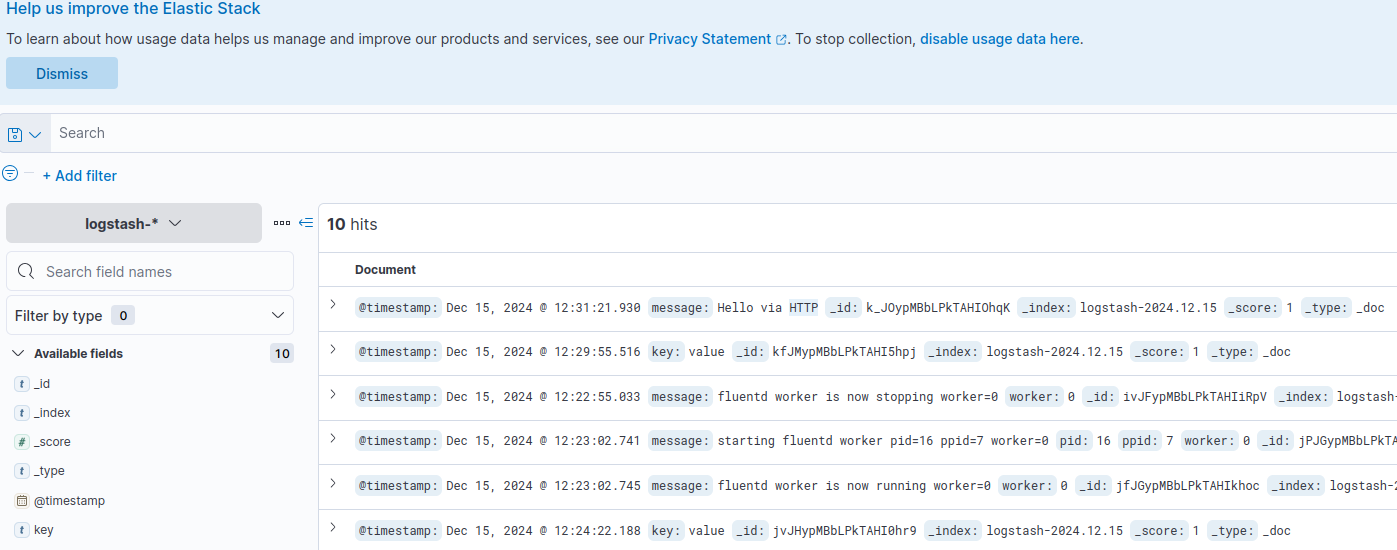 Help us improve the Elastic Stack
To learn about how usage data helps us manage and improve our products and services, see our Privacy Statement. To stop collection, disable usage data here.
Dismiss
Search
+ Add filter
logstash-*
10 hits
Search field names
Document
Filter by type 0
@timestamp: Dec 15, 2024 @ 12:31:21.930 message: Hello via HTTP _id: k_JOypMBbLPkTAHIOhqK _index: logstash-2024.12.15 _score: 1 _type: _doc
Available fields 10
@timestamp: Dec 15, 2024 @ 12:29:55.516 key: value _id: kfJMypMBbLPkTAHI5hpj _index: logstash-2024.12.15 _score: 1 _type: _doc
t _id
@timestamp: Dec 15, 2024 @ 12:22:55.033 message: fluentd worker is now stopping worker=0 worker: 0 _id: ivJFypMBbLPkTAHIiRpV _index: logstash-
t _index
# _score
@timestamp: Dec 15, 2024 @ 12:23:02.741 message: starting fluentd worker pid=16 ppid=7 worker=0 pid: 16 ppid: 7 worker: 0 _id: jPJGypMBbLPkTA
t _type
@timestamp: Dec 15, 2024 @ 12:23:02.745 message: fluentd worker is now running worker=0 worker: 0 _id: jfJGypMBbLPkTAHIkhoc _index: logstash-2
@timestamp
t key
@timestamp: Dec 15, 2024 @ 12:24:22.188 key: value _id: jvJHypMBbLPkTAHI0hr9 _index: logstash-2024.12.15 _score: 1 _type: _doc